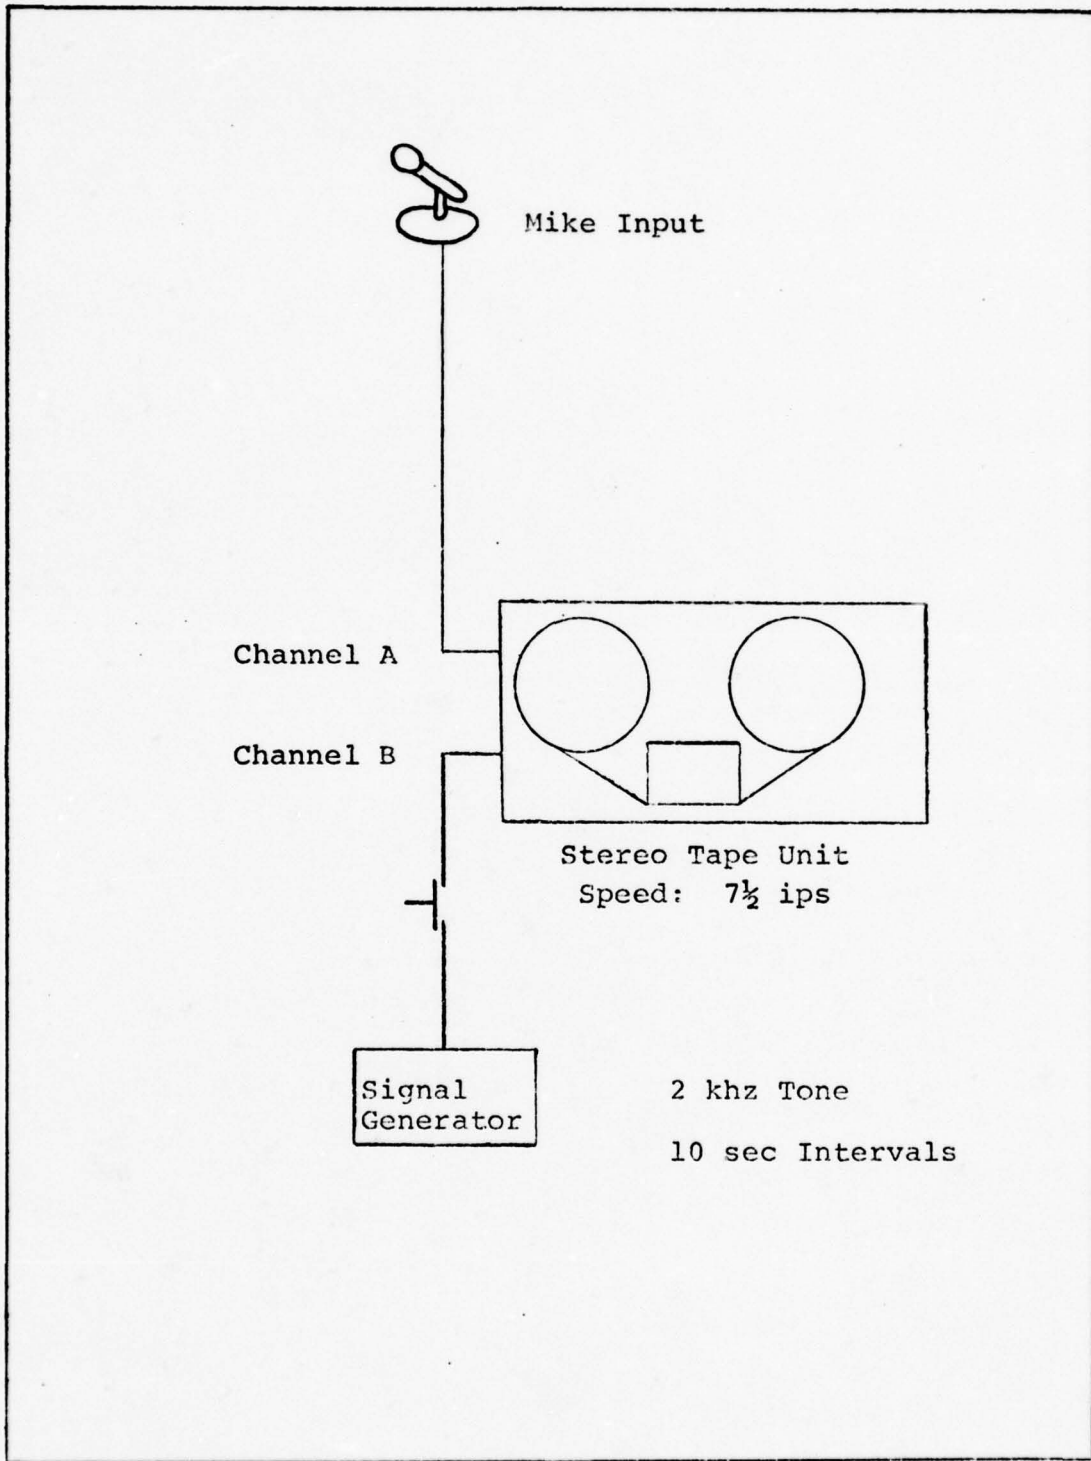 Mike Input
Channel A
Channel B
Stereo Tape Unit
Speed: 7½ ips
Signal
Generator
2 khz Tone
10 sec Intervals